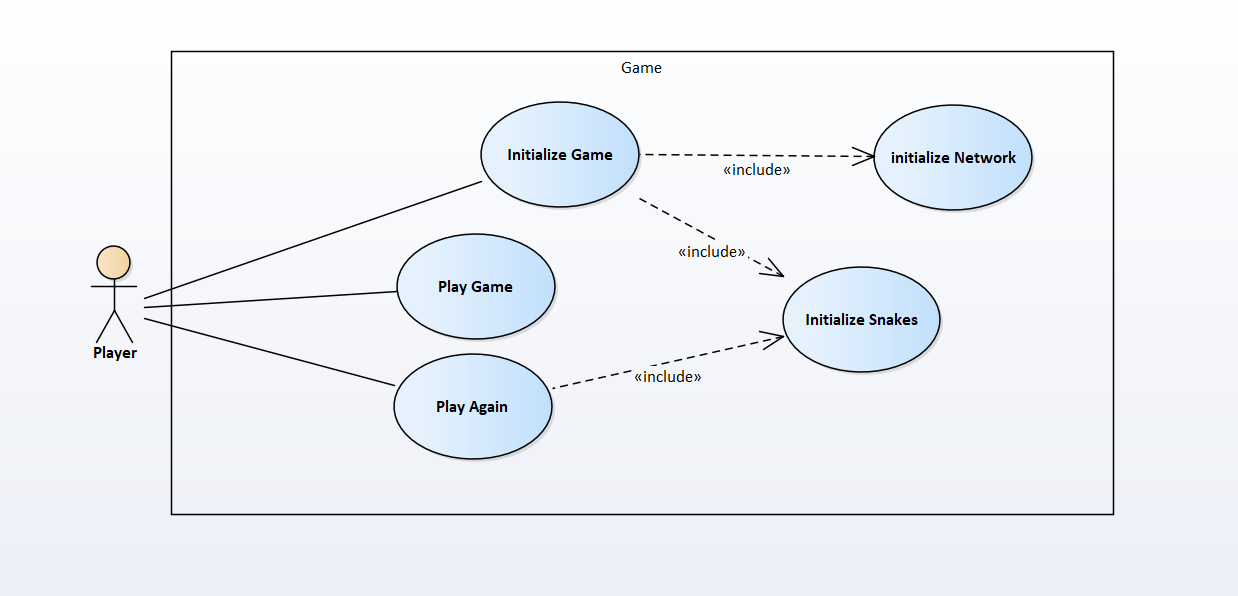 Game
Initialize Game
initialize Network
«include»
«include»
Play Game
Initialize Snakes
Player
«include»
Play Again